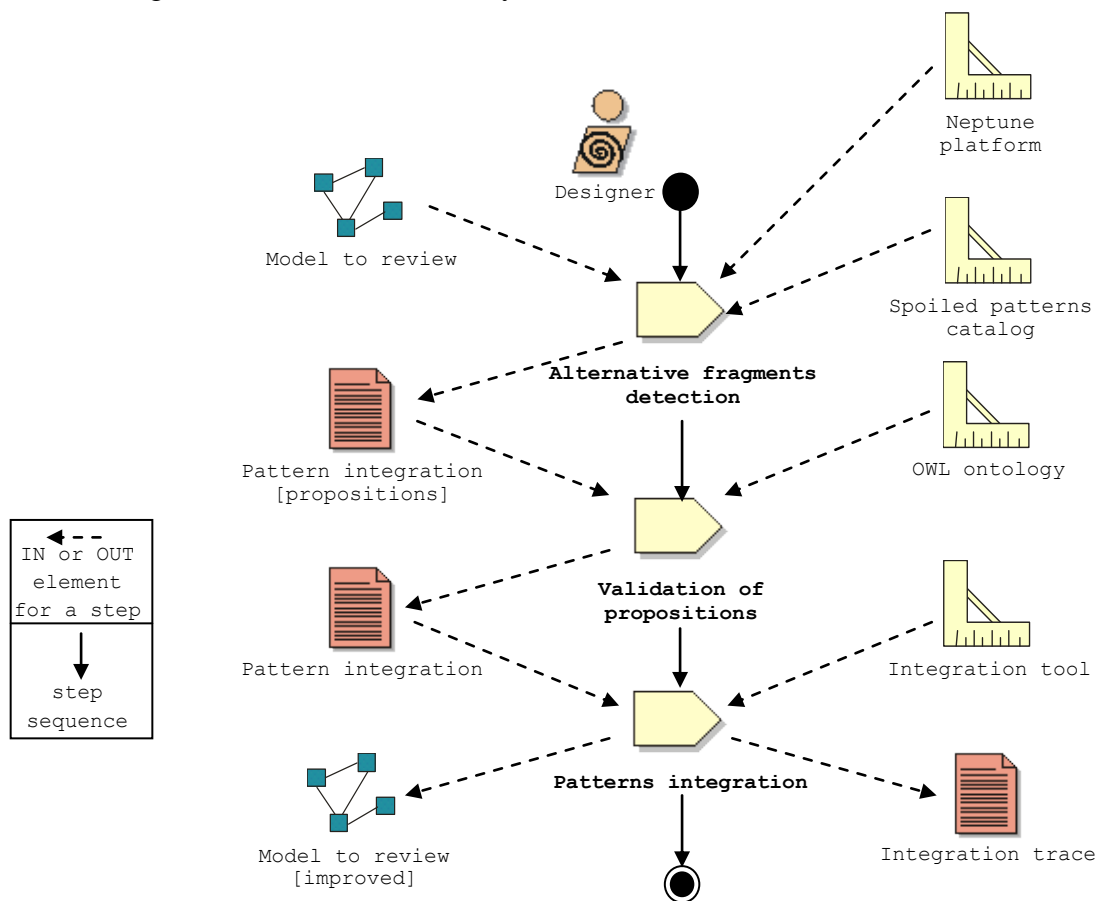 Neptune
platform
Designer
Model to review
Spoiled patterns
catalog
Alternative fragments
detection
Pattern integration
[propositions]
OWL ontology
IN or OUT
element
for a step
step
sequence
Validation of
propositions
Pattern integration
Integration tool
Patterns integration
Model to review
[improved]
Integration trace